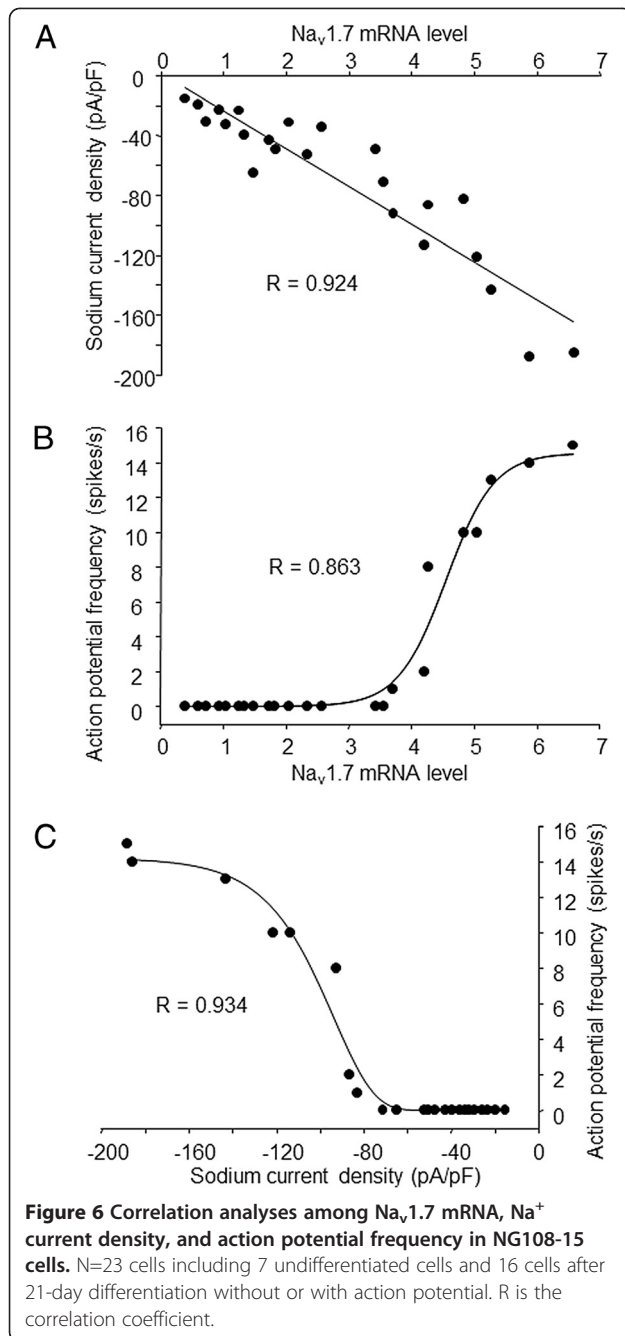 A
Nav1.7 mRNA level
0 1 2 3 4 5 6 7
0
-40
-80
-120
-160
-200
Sodium current density (pA/pF)
R = 0.924
B
16
14
12
10
8
6
4
2
0
Action potential frequency (spikes/s)
R = 0.863
0 1 2 3 4 5 6 7
Nav1.7 mRNA level
C
16
14
12
10
8
6
4
2
0
Action potential frequency (spikes/s)
R = 0.934
-200 -160 -120 -80 -40 0
Sodium current density (pA/pF)
Figure 6 Correlation analyses among Nav1.7 mRNA, Na+
current density, and action potential frequency in NG108-15
cells. N=23 cells including 7 undifferentiated cells and 16 cells after
21-day differentiation without or with action potential. R is the
correlation coefficient.